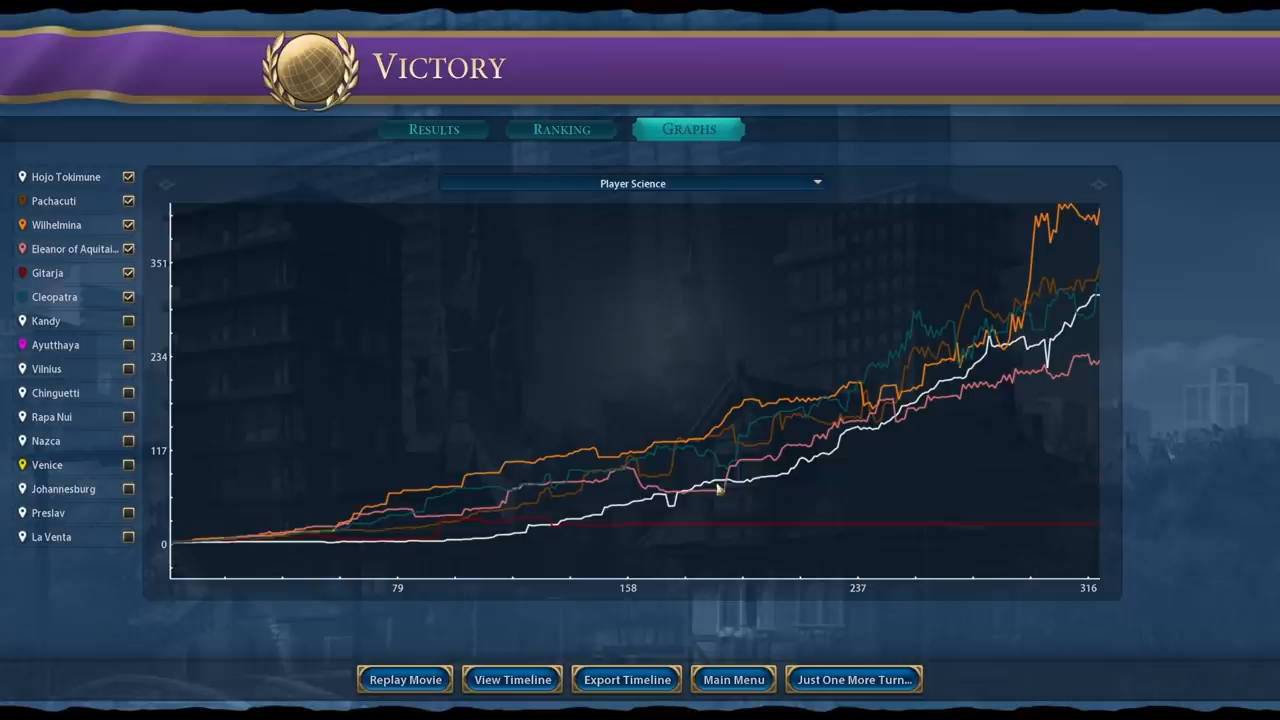 VICTORY
RESULTS RANKING GRAPHS
Player Science
Hojo Tokimune
Pachacuti
Wilhelmina
Eleanor of Aquitai...
Gitarja
Cleopatra
Kandy
Ayutthaya
Vilnius
Chinguetti
Rapa Nui
Nazca
Venice
Johannesburg
Preslav
La Venta
351
234
117
0
79 158 237 316
Replay Movie View Timeline Export Timeline Main Menu Just One More Turn...